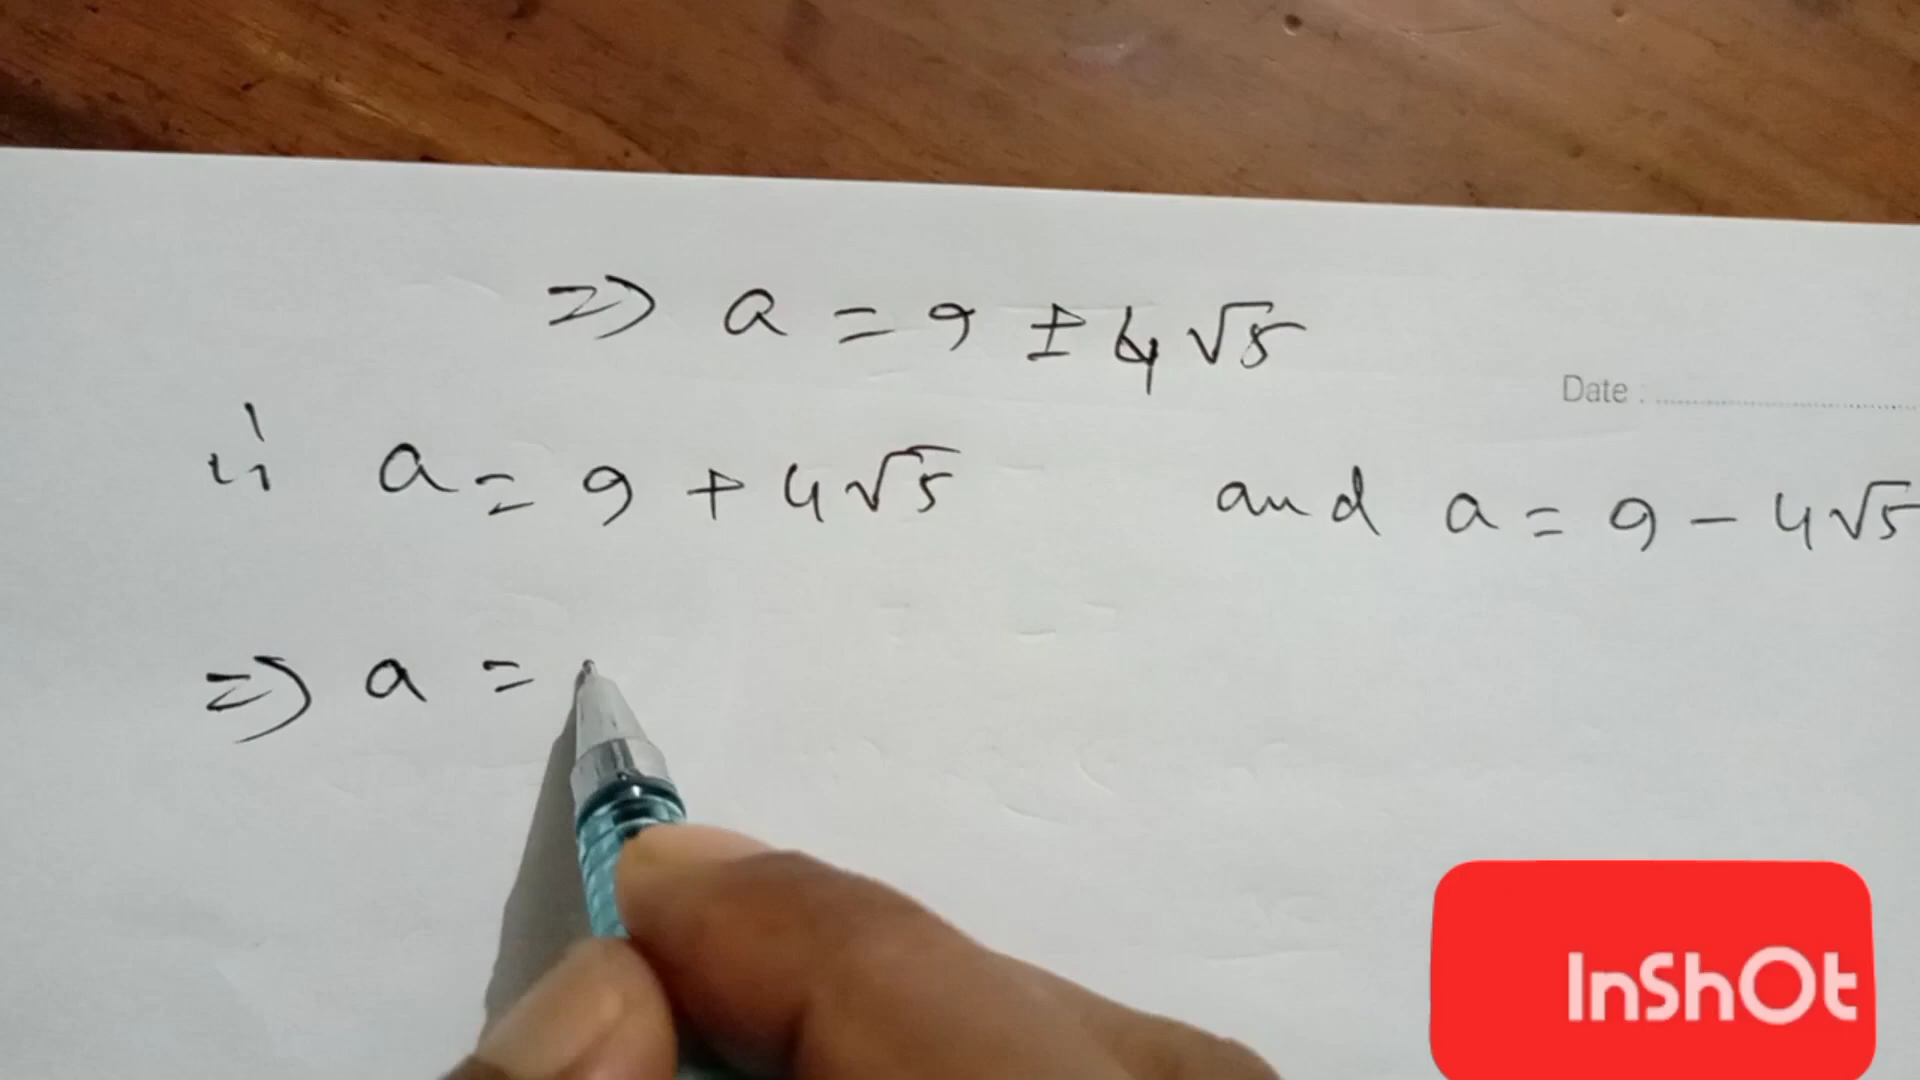 => a = 9 ± 4√5
Date :
a = 9 + 4√5 and a = 9 - 4√5
=> a =
InShOt